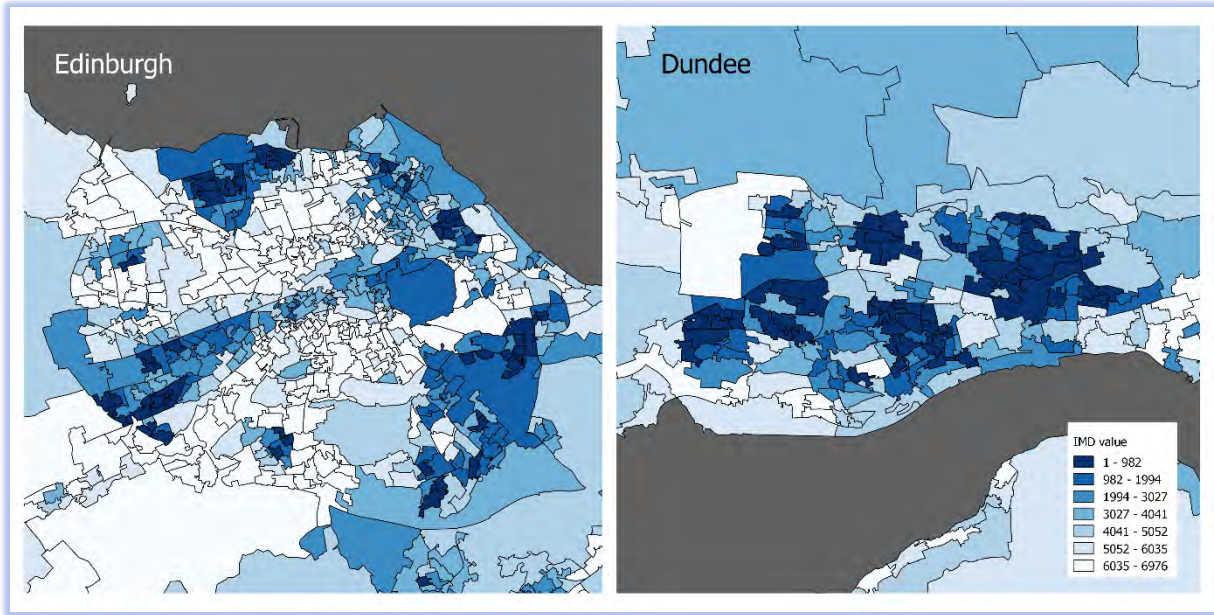 Edinburgh
Dundee
IMD value
1 - 982
982 - 1994
1994 - 3027
3027 - 4041
4041 - 5052
5052 - 6035
6035 - 6976